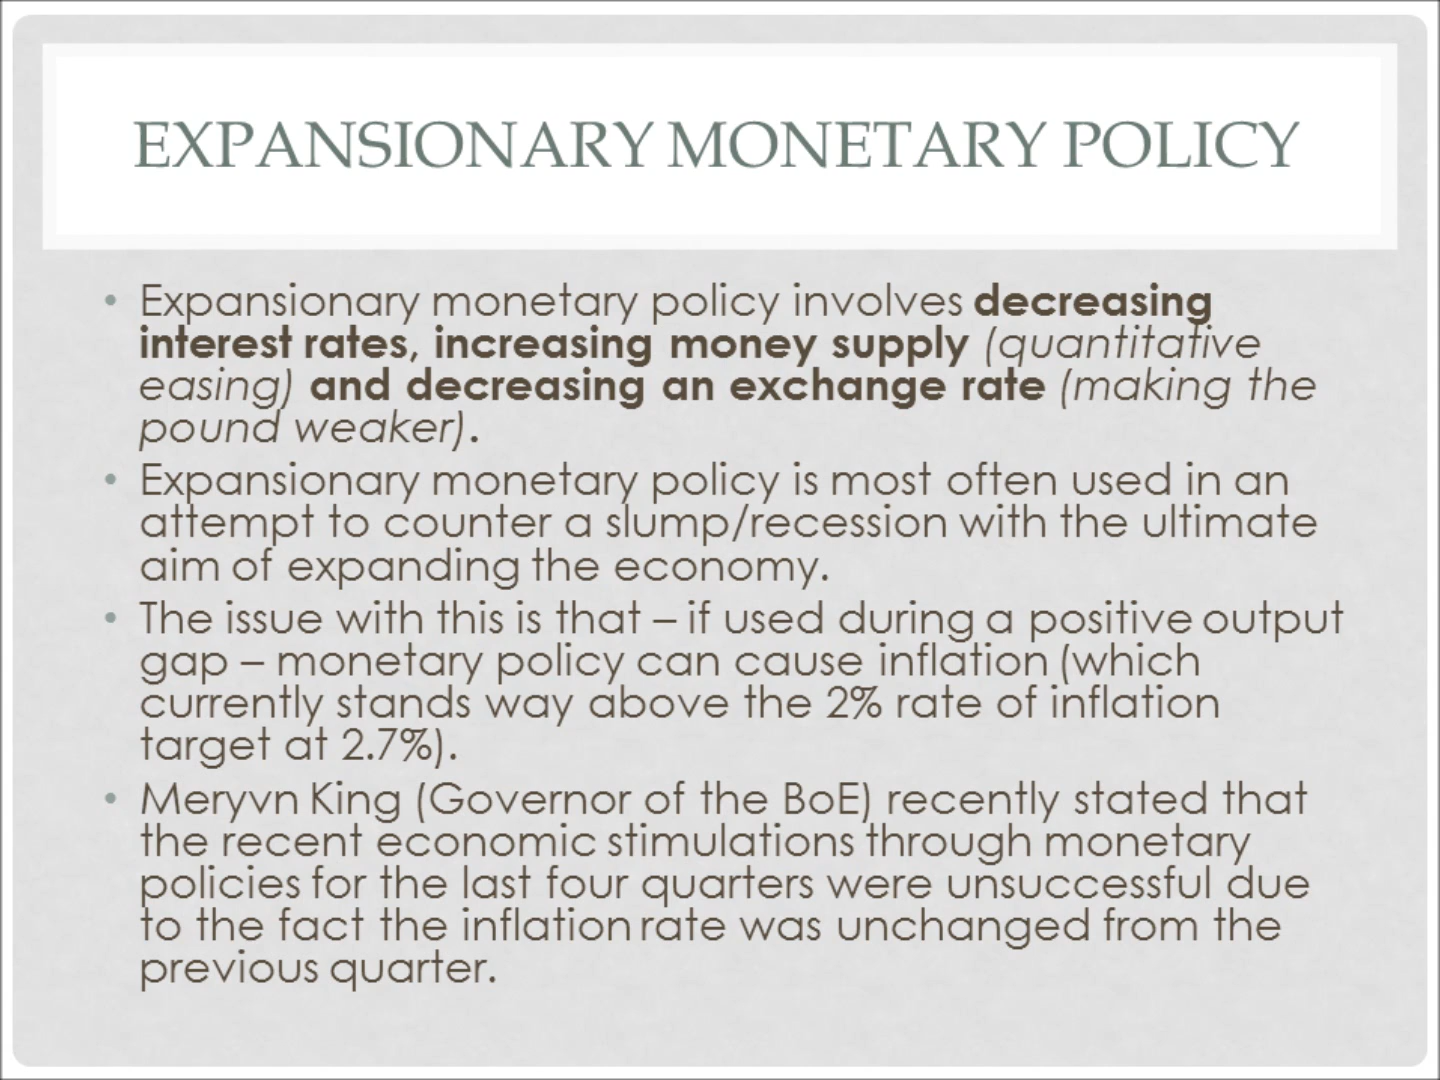 EXPANSIONARY MONETARY POLICY
• Expansionary monetary policy involves decreasing
interest rates, increasing money supply (quantitative
easing) and decreasing an exchange rate (making the
pound weaker).
• Expansionary monetary policy is most often used in an
attempt to counter a slump/recession with the ultimate
aim of expanding the economy.
• The issue with this is that – if used during a positive output
gap – monetary policy can cause inflation (which
currently stands way above the 2% rate of inflation
target at 2.7%).
• Meryvn King (Governor of the BoE) recently stated that
the recent economic stimulations through monetary
policies for the last four quarters were unsuccessful due
to the fact the inflation rate was unchanged from the
previous quarter.